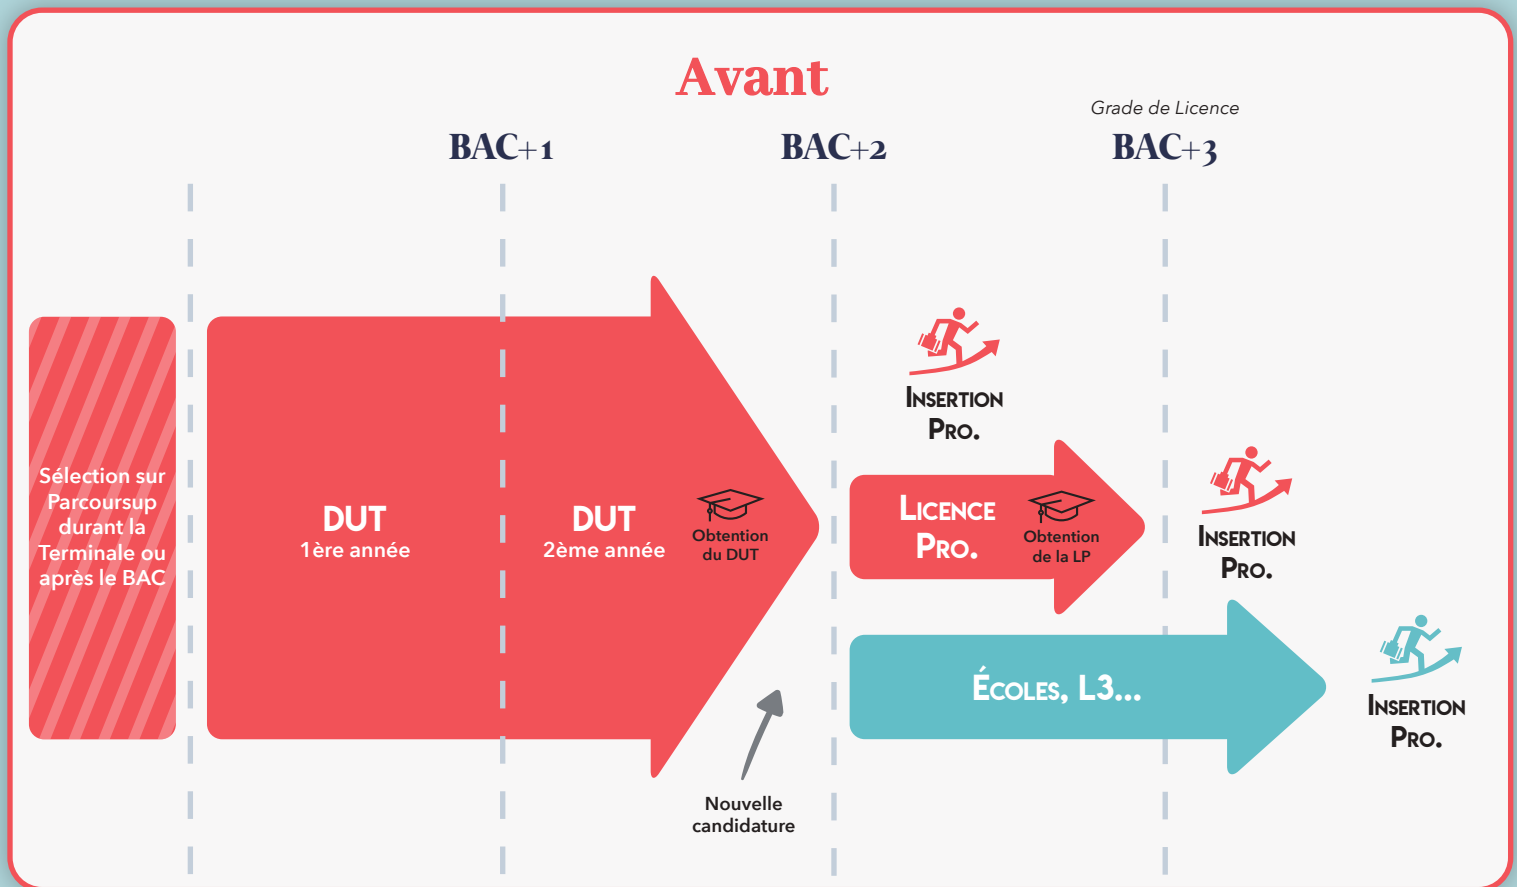 Avant
Grade de Licence
BAC+1
BAC+2
BAC+3
Sélection sur
Parcoursup
durant la
Terminale ou
après le BAC
DUT
1ère année
DUT
2ème année
Obtention
du DUT
Nouvelle
candidature
Insertion
Pro.
Licence
Pro.
Obtention
de la LP
Insertion
Pro.
Écoles, L3...
Insertion
Pro.